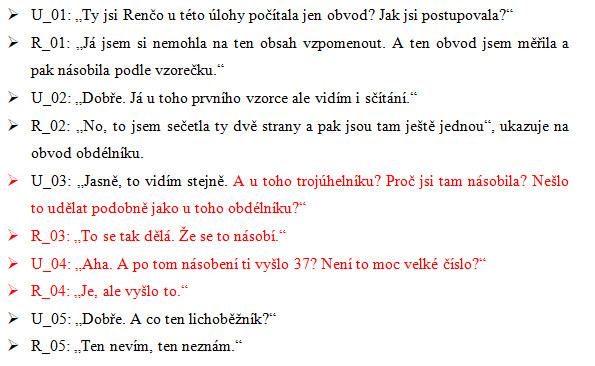 ➢ U_01: „Ty jsi Renčo u této úlohy počítala jen obvod? Jak jsi postupovala?“
➢ R_01: „Já jsem si nemohla na ten obsah vzpomenout. A ten obvod jsem měřila a
pak násobila podle vzorečku.“
➢ U_02: „Dobře. Já u toho prvního vzorce ale vidím i sčítání.“
➢ R_02: „No, to jsem sečetla ty dvě strany a pak jsou tam ještě jednou“, ukazuje na
obvod obdélníku.
➢ U_03: „Jasně, to vidím stejně. A u toho trojúhelníku? Proč jsi tam násobila? Nešlo
to udělat podobně jako u toho obdélníku?“
➢ R_03: „To se tak dělá. Že se to násobí.“
➢ U_04: „Aha. A po tom násobení ti vyšlo 37? Není to moc velké číslo?“
➢ R_04: „Je, ale vyšlo to.“
➢ U_05: „Dobře. A co ten lichoběžník?“
➢ R_05: „Ten nevím, ten neznám.“